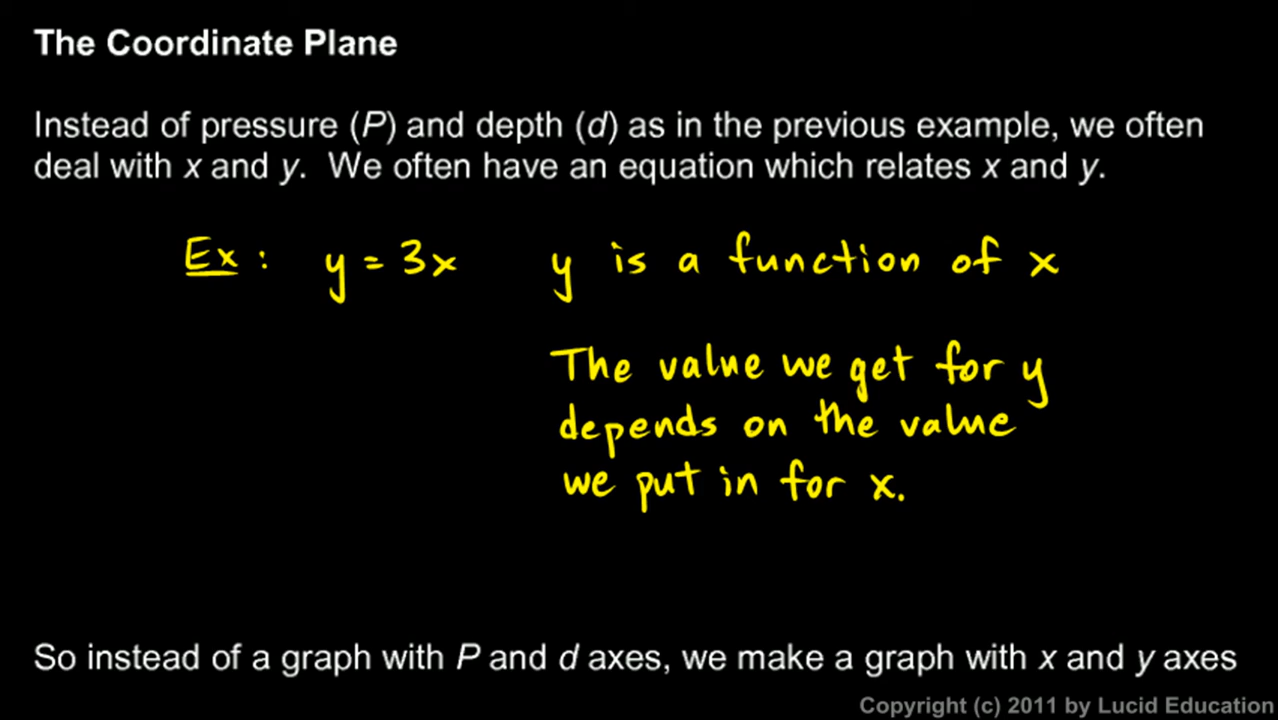 The Coordinate Plane
Instead of pressure (P) and depth (d) as in the previous example, we often
deal with x and y. We often have an equation which relates x and y.
Ex: y = 3x y is a function of x
The value we get for y
depends on the value
we put in for x.
So instead of a graph with P and d axes, we make a graph with x and y axes
Copyright (c) 2011 by Lucid Education